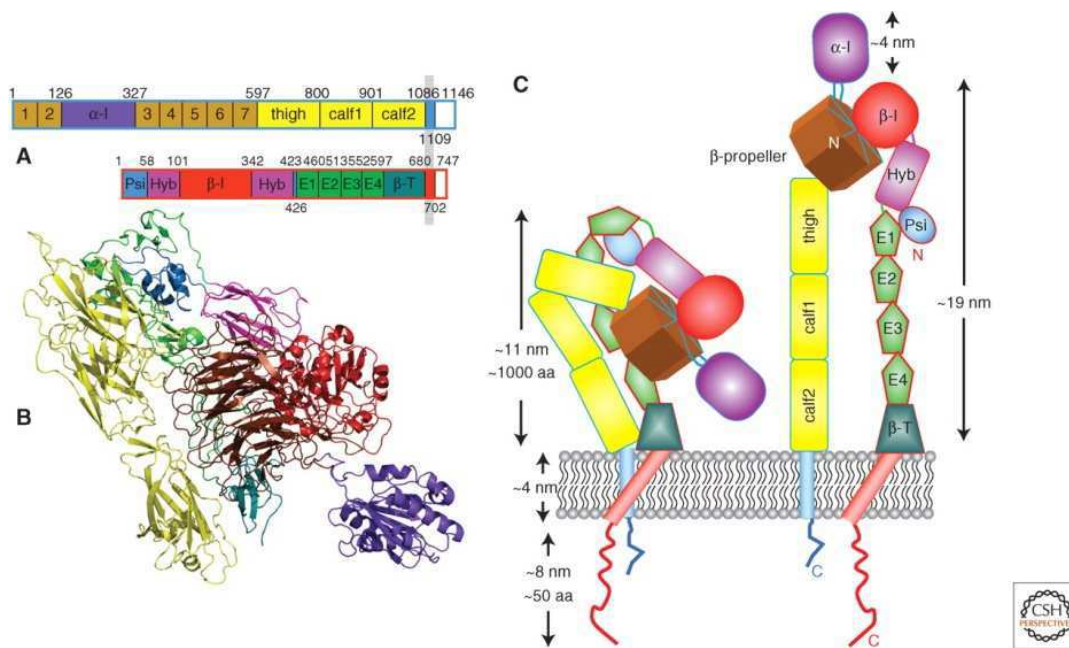 1 126 327 597 800 901 1086 1146
1 2 α-I 3 4 5 6 7 thigh calf1 calf2
1109
A
1 58 101 342 423 460 513 552 597 680 747
Psi Hyb β-I Hyb E1 E2 E3 E4 β-T
426 702
B
C
α-I
~4 nm
β-I
N
β-propeller
Hyb
Psi
N
thigh
E1
E2
calf1
E3
~19 nm
E4
calf2
β-T
~11 nm
~1000 aa
~4 nm
~8 nm
~50 aa
C
C
CSH
PERSPECTIVES